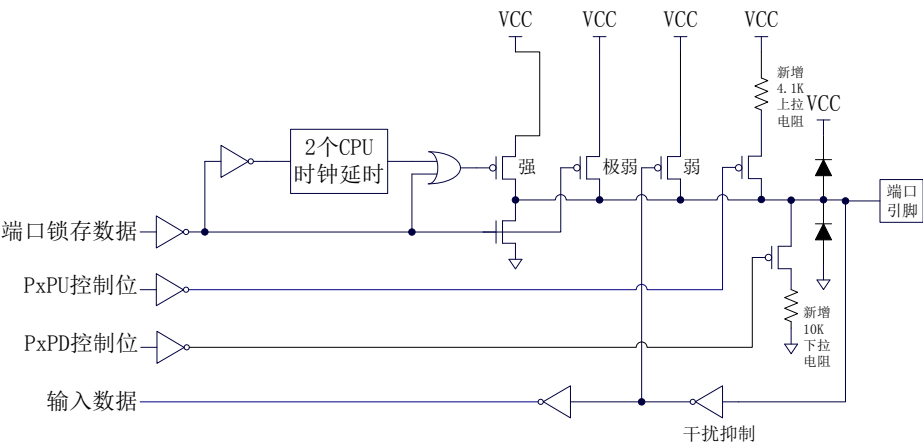 VCC
VCC
VCC
VCC
新增
4.1K
上拉
电阻
VCC
2个CPU
时钟延时
强
极弱
弱
端口
引脚
端口锁存数据
PxPU控制位
新增
10K
下拉
电阻
PxPD控制位
输入数据
干扰抑制